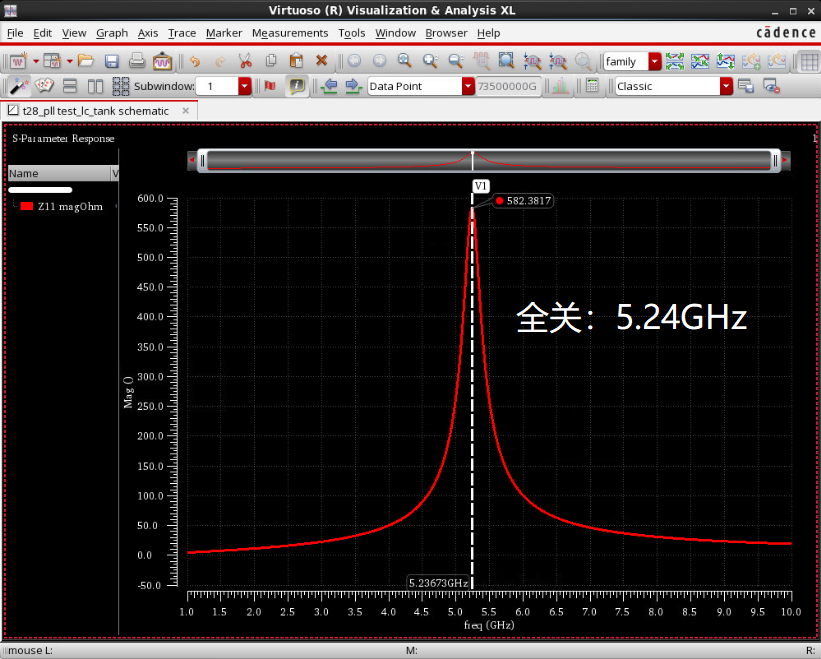 Virtuoso (R) Visualization & Analysis XL
File Edit View Graph Axis Trace Marker Measurements Tools Window Browser Help
cādence
family
Subwindow: 1
Data Point
73500000G
Classic
t28_pll test_lc_tank schematic
S-Parameter Response
1
Name
V
Z11 magOhm
V1
582.3817
600.0
550.0
500.0
450.0
400.0
350.0
300.0
250.0
200.0
150.0
100.0
50.0
0.0
-50.0
Mag ()
全关：5.24GHz
5.23673GHz
1.0 1.5 2.0 2.5 3.0 3.5 4.0 4.5 5.0 5.5 6.0 6.5 7.0 7.5 8.0 8.5 9.0 9.5 10.0
freq (GHz)
mouse L:
M:
R: